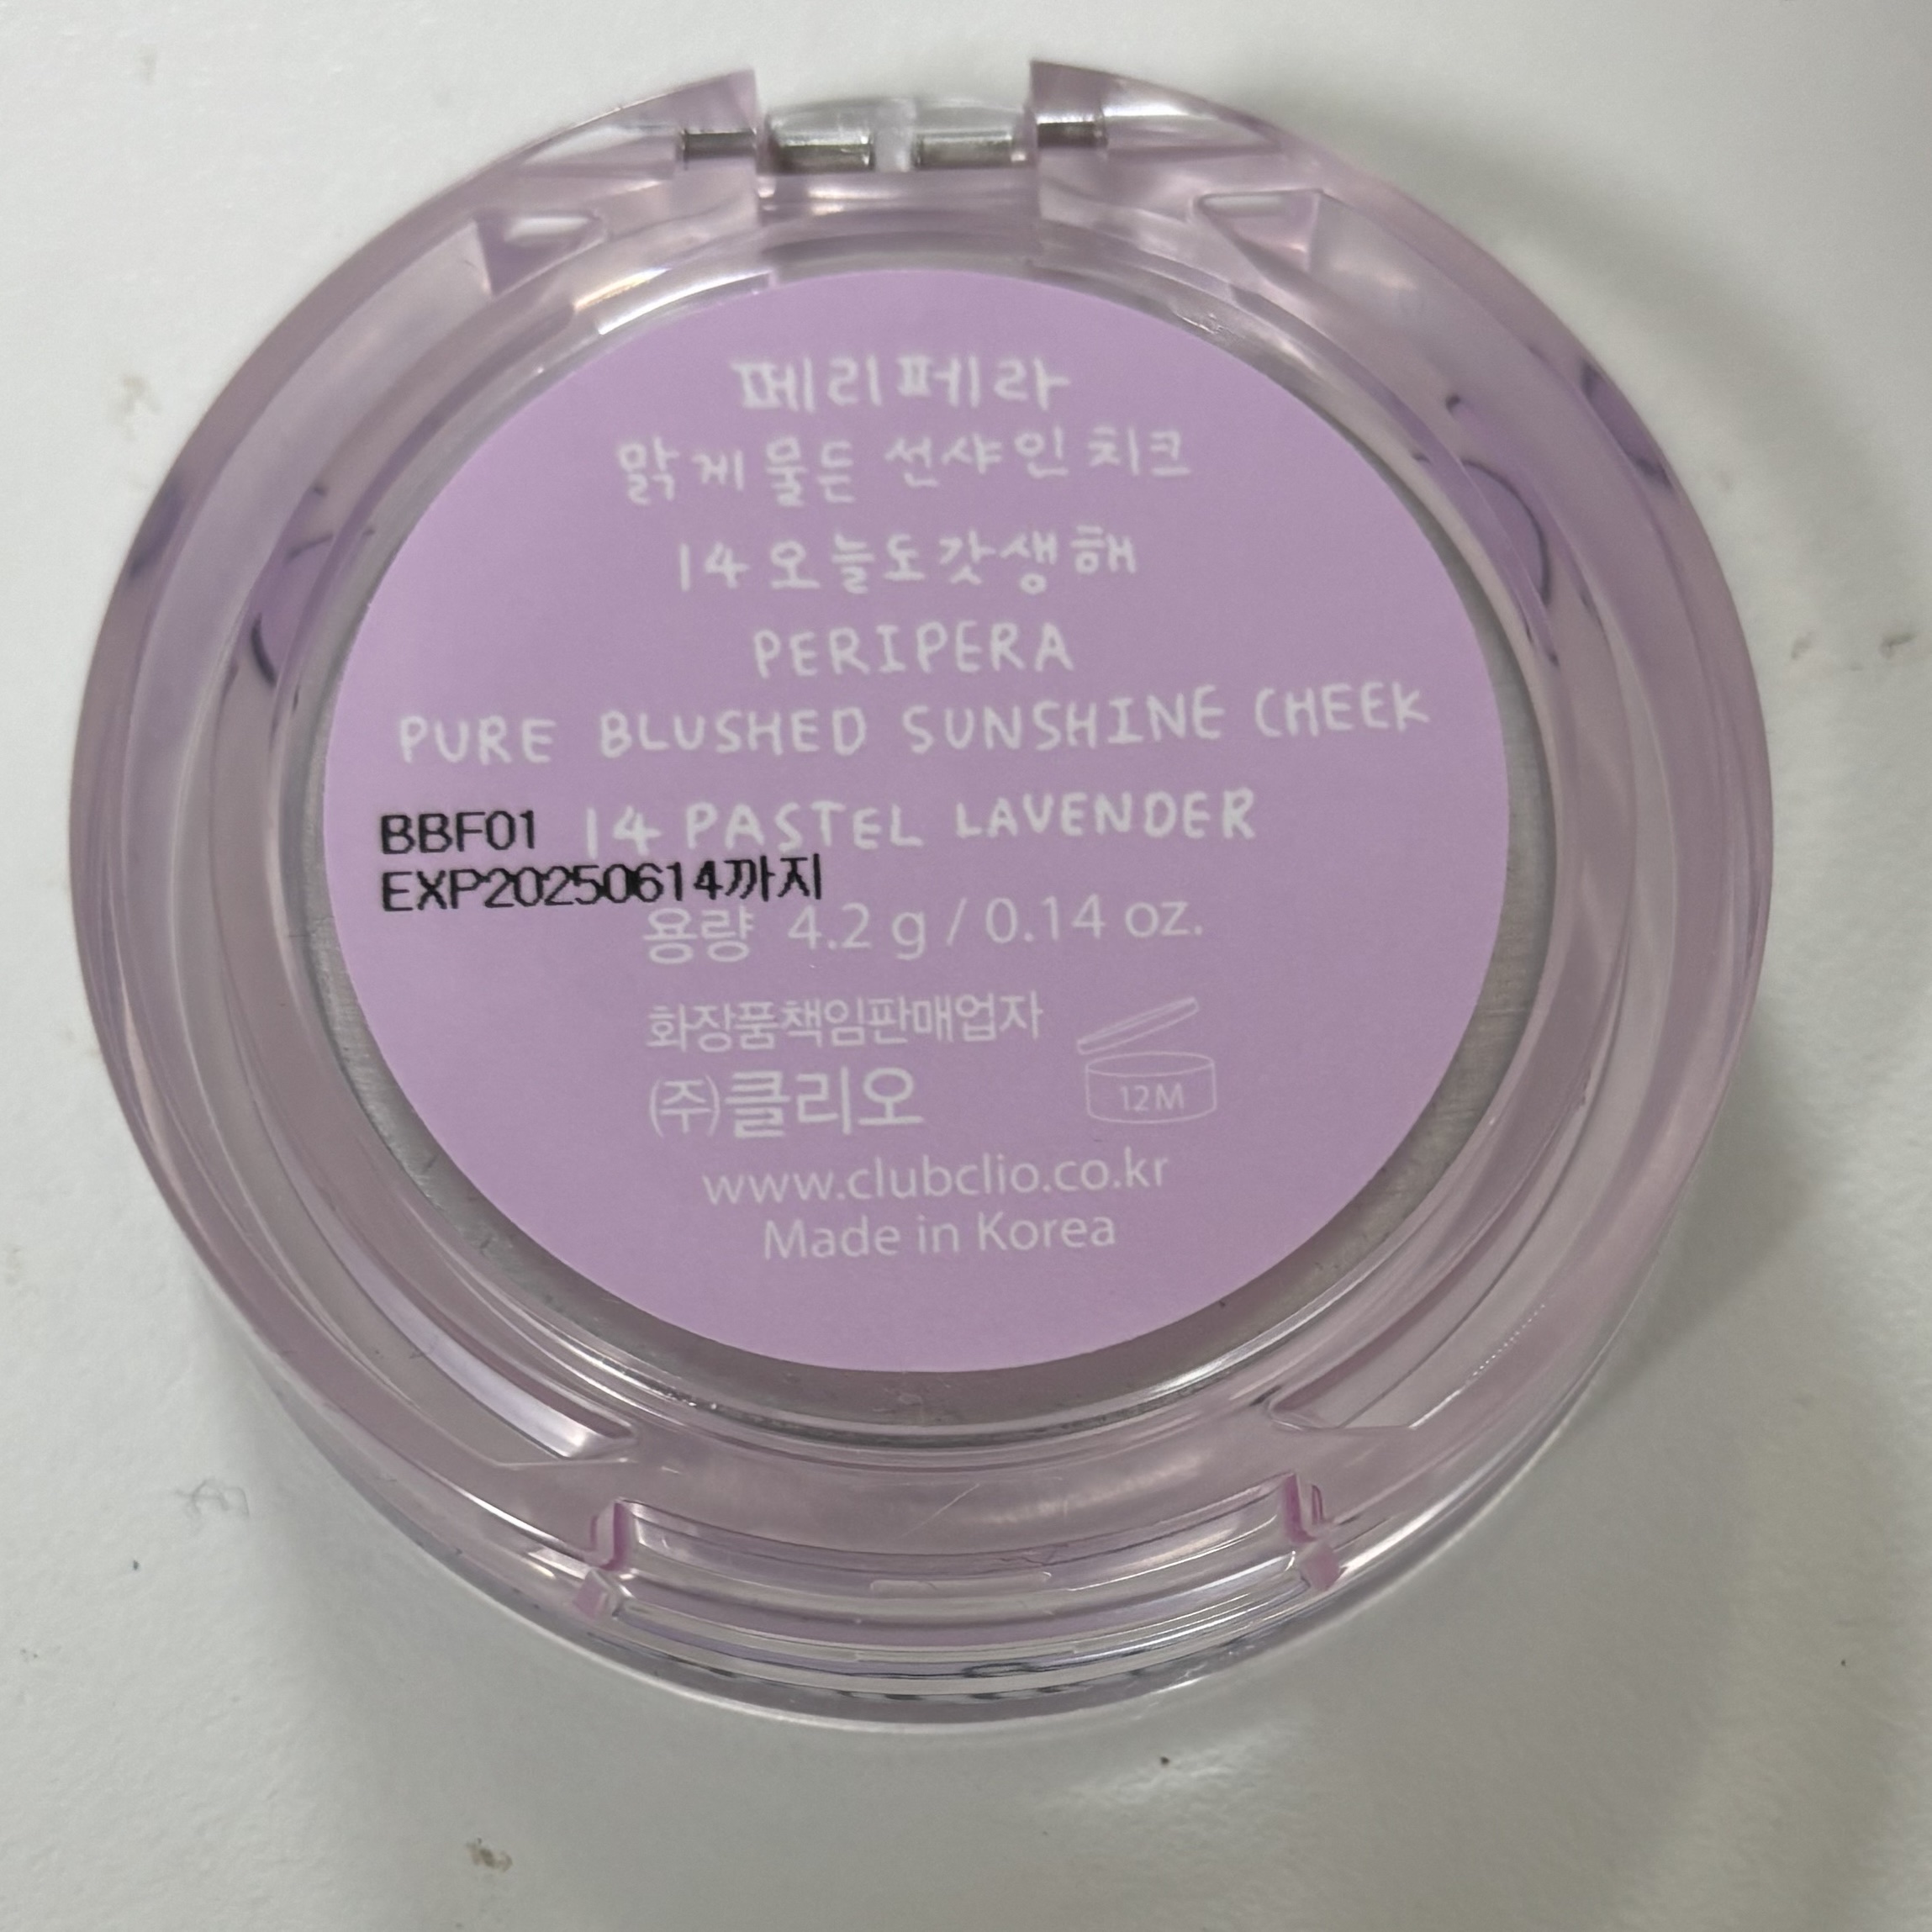 페리페라
맑게 물든 선샤인 치크
14 오늘도갓생해
PERIPERA
PURE BLUSHED SUNSHINE CHEEK
BBF01 14 PASTEL LAVENDER
EXP20250614까지
용량 4.2 g / 0.14 oz.
화장품책임판매업자
㈜클리오
12M
www.clubclio.co.kr
Made in Korea